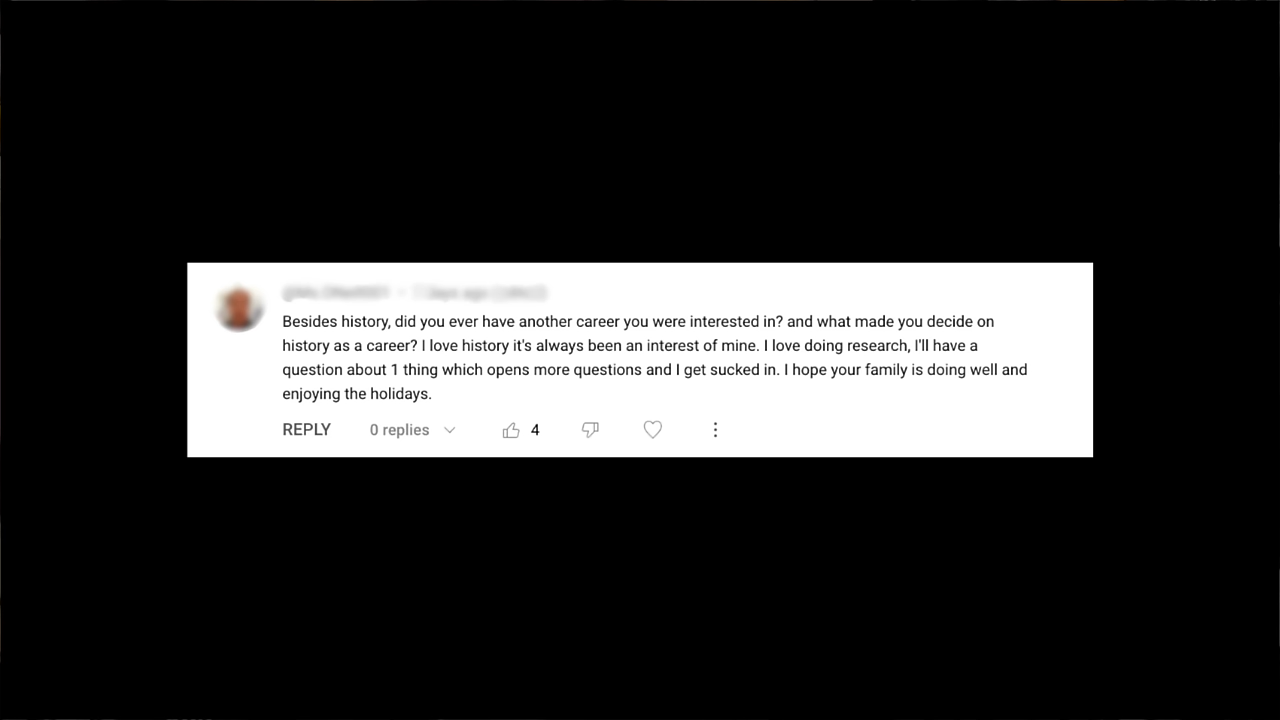 Besides history, did you ever have another career you were interested in? and what made you decide on
history as a career? I love history it's always been an interest of mine. I love doing research, I'll have a
question about 1 thing which opens more questions and I get sucked in. I hope your family is doing well and
enjoying the holidays.
REPLY 0 replies 4